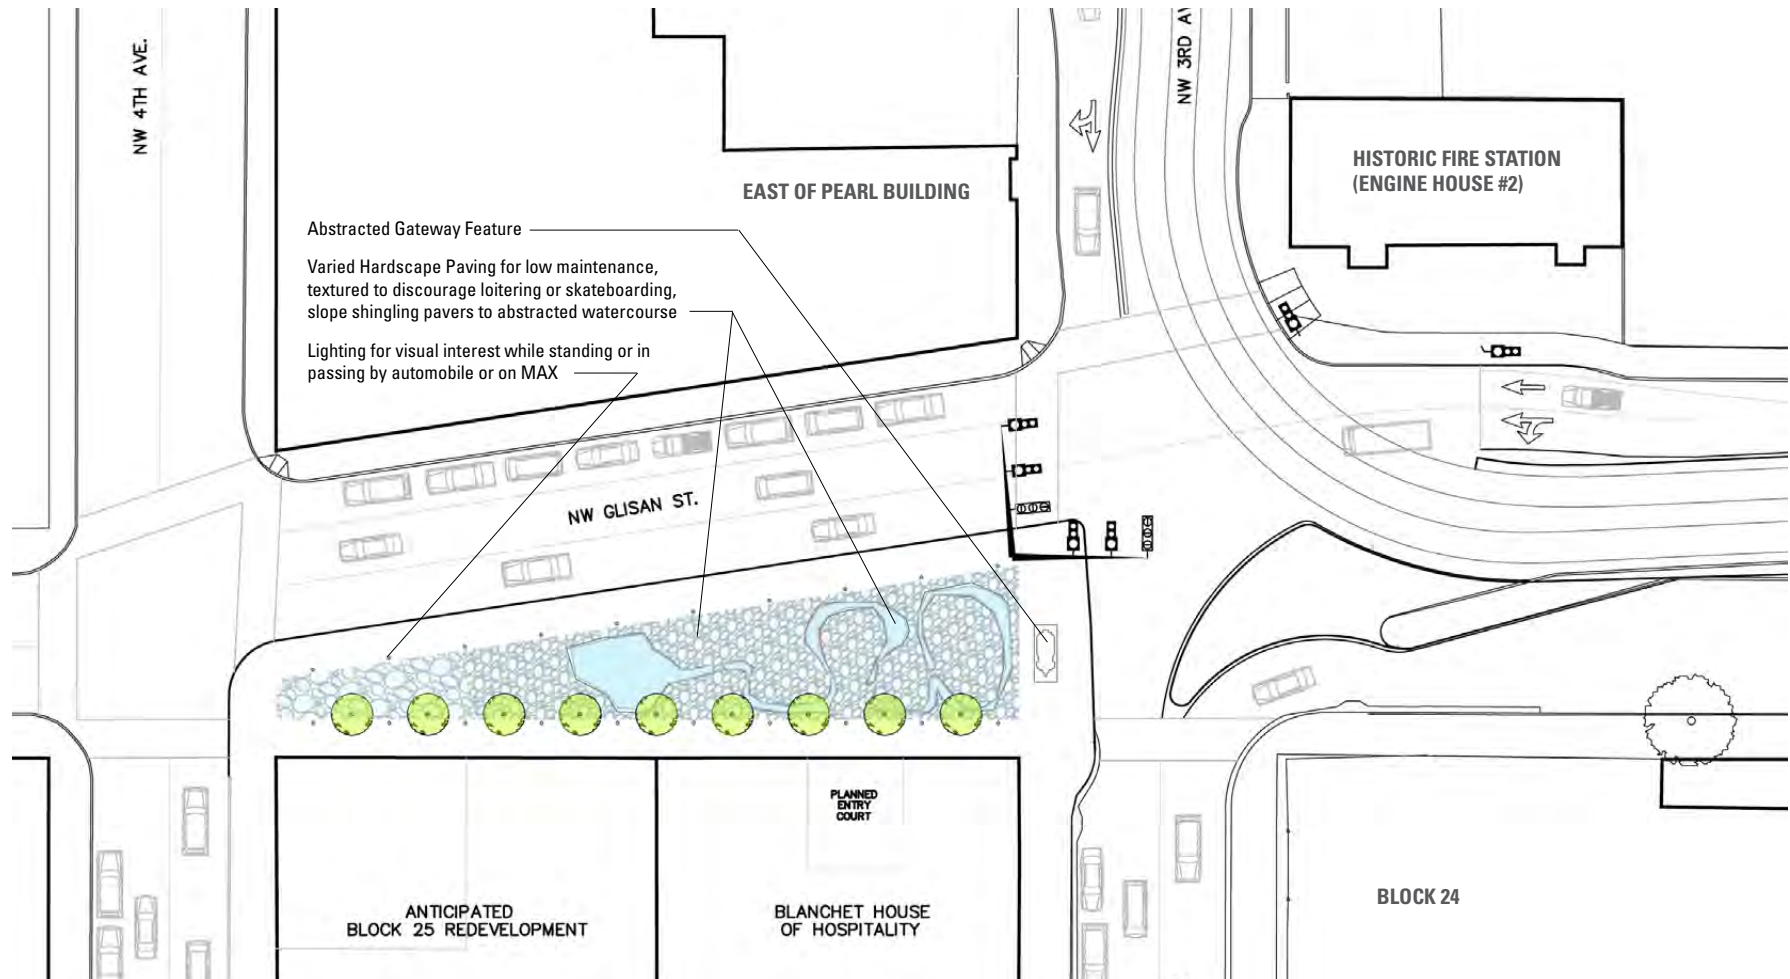 NW 4TH AVE.
NW 3RD AV
HISTORIC FIRE STATION
(ENGINE HOUSE #2)
EAST OF PEARL BUILDING
Abstracted Gateway Feature
Varied Hardscape Paving for low maintenance,
textured to discourage loitering or skateboarding,
slope shingling pavers to abstracted watercourse
Lighting for visual interest while standing or in
passing by automobile or on MAX
NW GLISAN ST.
PLANNED
ENTRY
COURT
ANTICIPATED
BLOCK 25 REDEVELOPMENT
BLANCHET HOUSE
OF HOSPITALITY
BLOCK 24